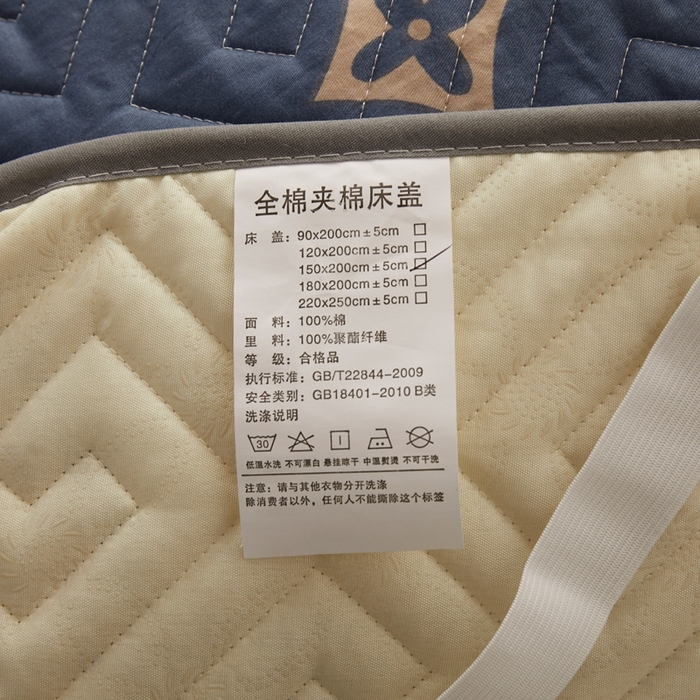 全棉夹棉床盖
床 盖：90x200cm±5cm □
120x200cm±5cm □
150x200cm±5cm ☑
180x200cm±5cm □
220x250cm±5cm □
面 料：100%棉
里 料：100%聚酯纤维
等 级：合格品
执行标准：GB/T22844-2009
安全类别：GB18401-2010 B类
洗涤说明
30
低温水洗 不可漂白 悬挂晾干 中温熨烫 不可干洗
注意：请与其他衣物分开洗涤
除消费者以外，任何人不能撕除这个标签